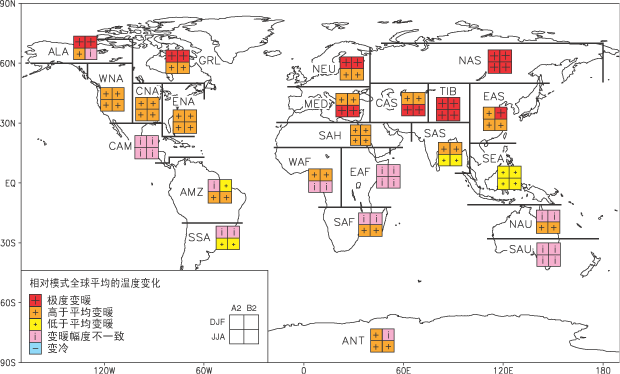 90N
60N
30N
EQ
30S
60S
90S
120W
60W
0
60E
120E
180
ALA
GRL
WNA
CNA
ENA
CAM
AMZ
SSA
NEU
MED
SAH
WAF
EAF
SAF
NAS
CAS
TIB
EAS
SAS
SEA
NAU
SAU
ANT
相对模式全球平均的温度变化
+ 极度变暖
+ 高于平均变暖
+ 低于平均变暖
i 变暖幅度不一致
− 变冷
A2 B2
DJF
JJA